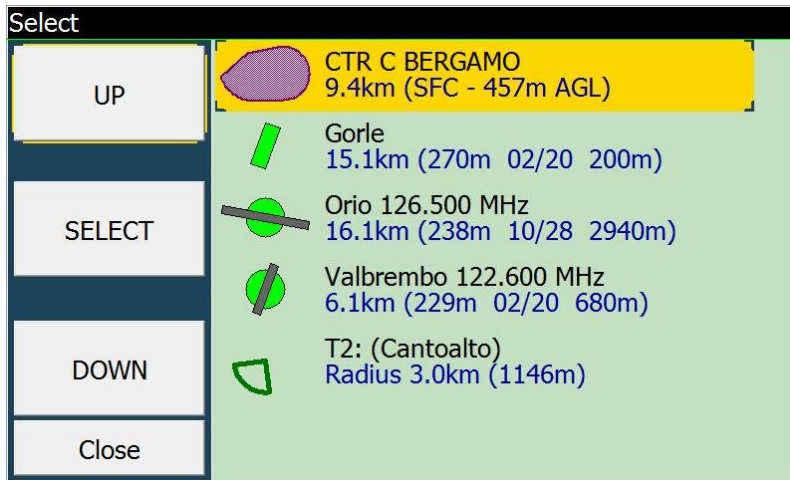 Select
UP
SELECT
DOWN
Close
CTR C BERGAMO
9.4km (SFC - 457m AGL)
Gorle
15.1km (270m 02/20 200m)
Orio 126.500 MHz
16.1km (238m 10/28 2940m)
Valbrembo 122.600 MHz
6.1km (229m 02/20 680m)
T2: (Cantoalto)
Radius 3.0km (1146m)